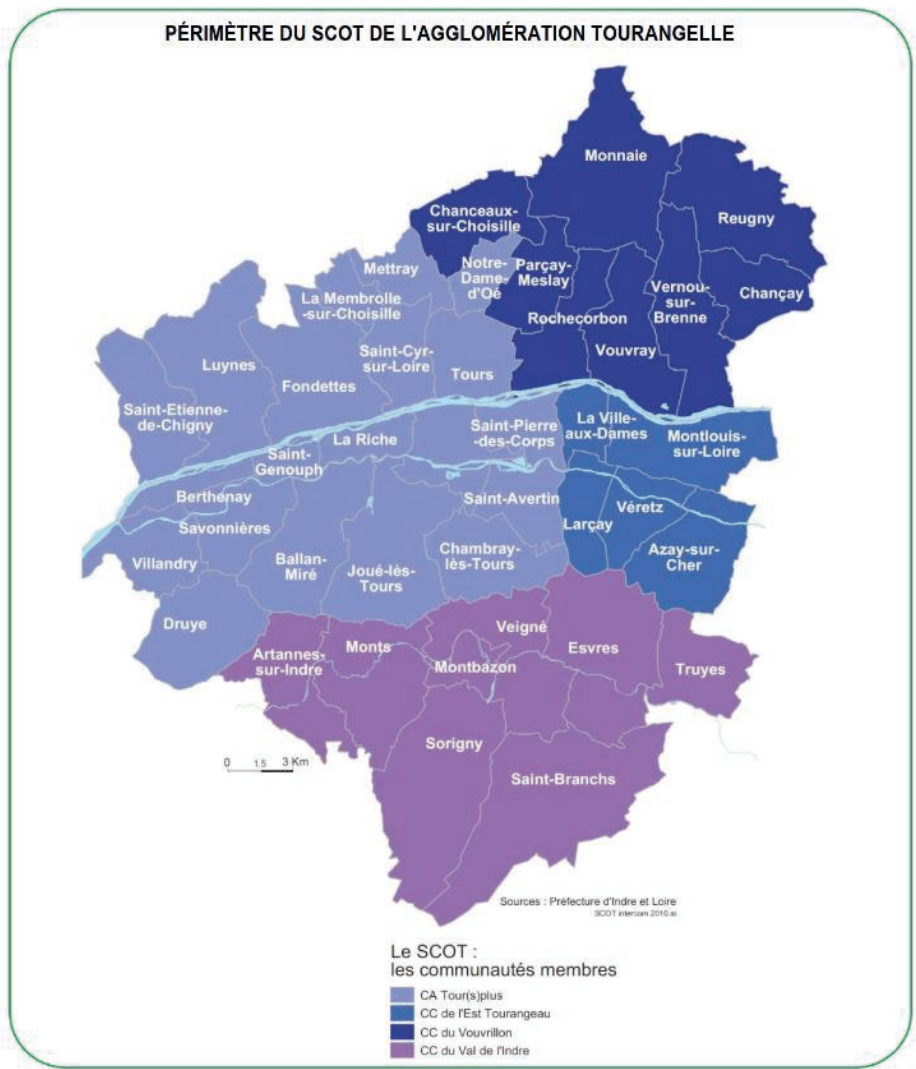 PÉRIMÈTRE DU SCOT DE L'AGGLOMÉRATION TOURANGELLE
Monnaie
Chanceaux-
sur-Choisille
Reugny
Notre-
Dame-
d'Oé
Parçay-
Meslay
Mettray
Vernou-
sur-
Brenne
Chançay
La Membrolle
-sur-Choisille
Rochecorbon
Vouvray
Luynes
Saint-Cyr-
sur-Loire
Tours
Fondettes
Saint-Etienne-
de-Chigny
La Ville-
aux-Dames
Saint-Pierre
-des-Corps
Montlouis-
sur-Loire
La Riche
Saint-
Genouph
Berthenay
Saint-Avertin
Savonnières
Véretz
Larçay
Villandry
Ballan-
Miré
Joué-lès-
Tours
Chambray-
lès-Tours
Azay-sur-
Cher
Druye
Veigné
Monts
Esvres
Artannes-
sur-Indre
Montbazon
Truyes
Sorigny
0 1.5 3 Km
Saint-Branchs
Sources : Préfecture d'Indre et Loire
SCOT intercom 2010.ai
Le SCOT :
les communautés membres
CA Tour(s)plus
CC de l'Est Tourangeau
CC du Vouvrillon
CC du Val de l'Indre